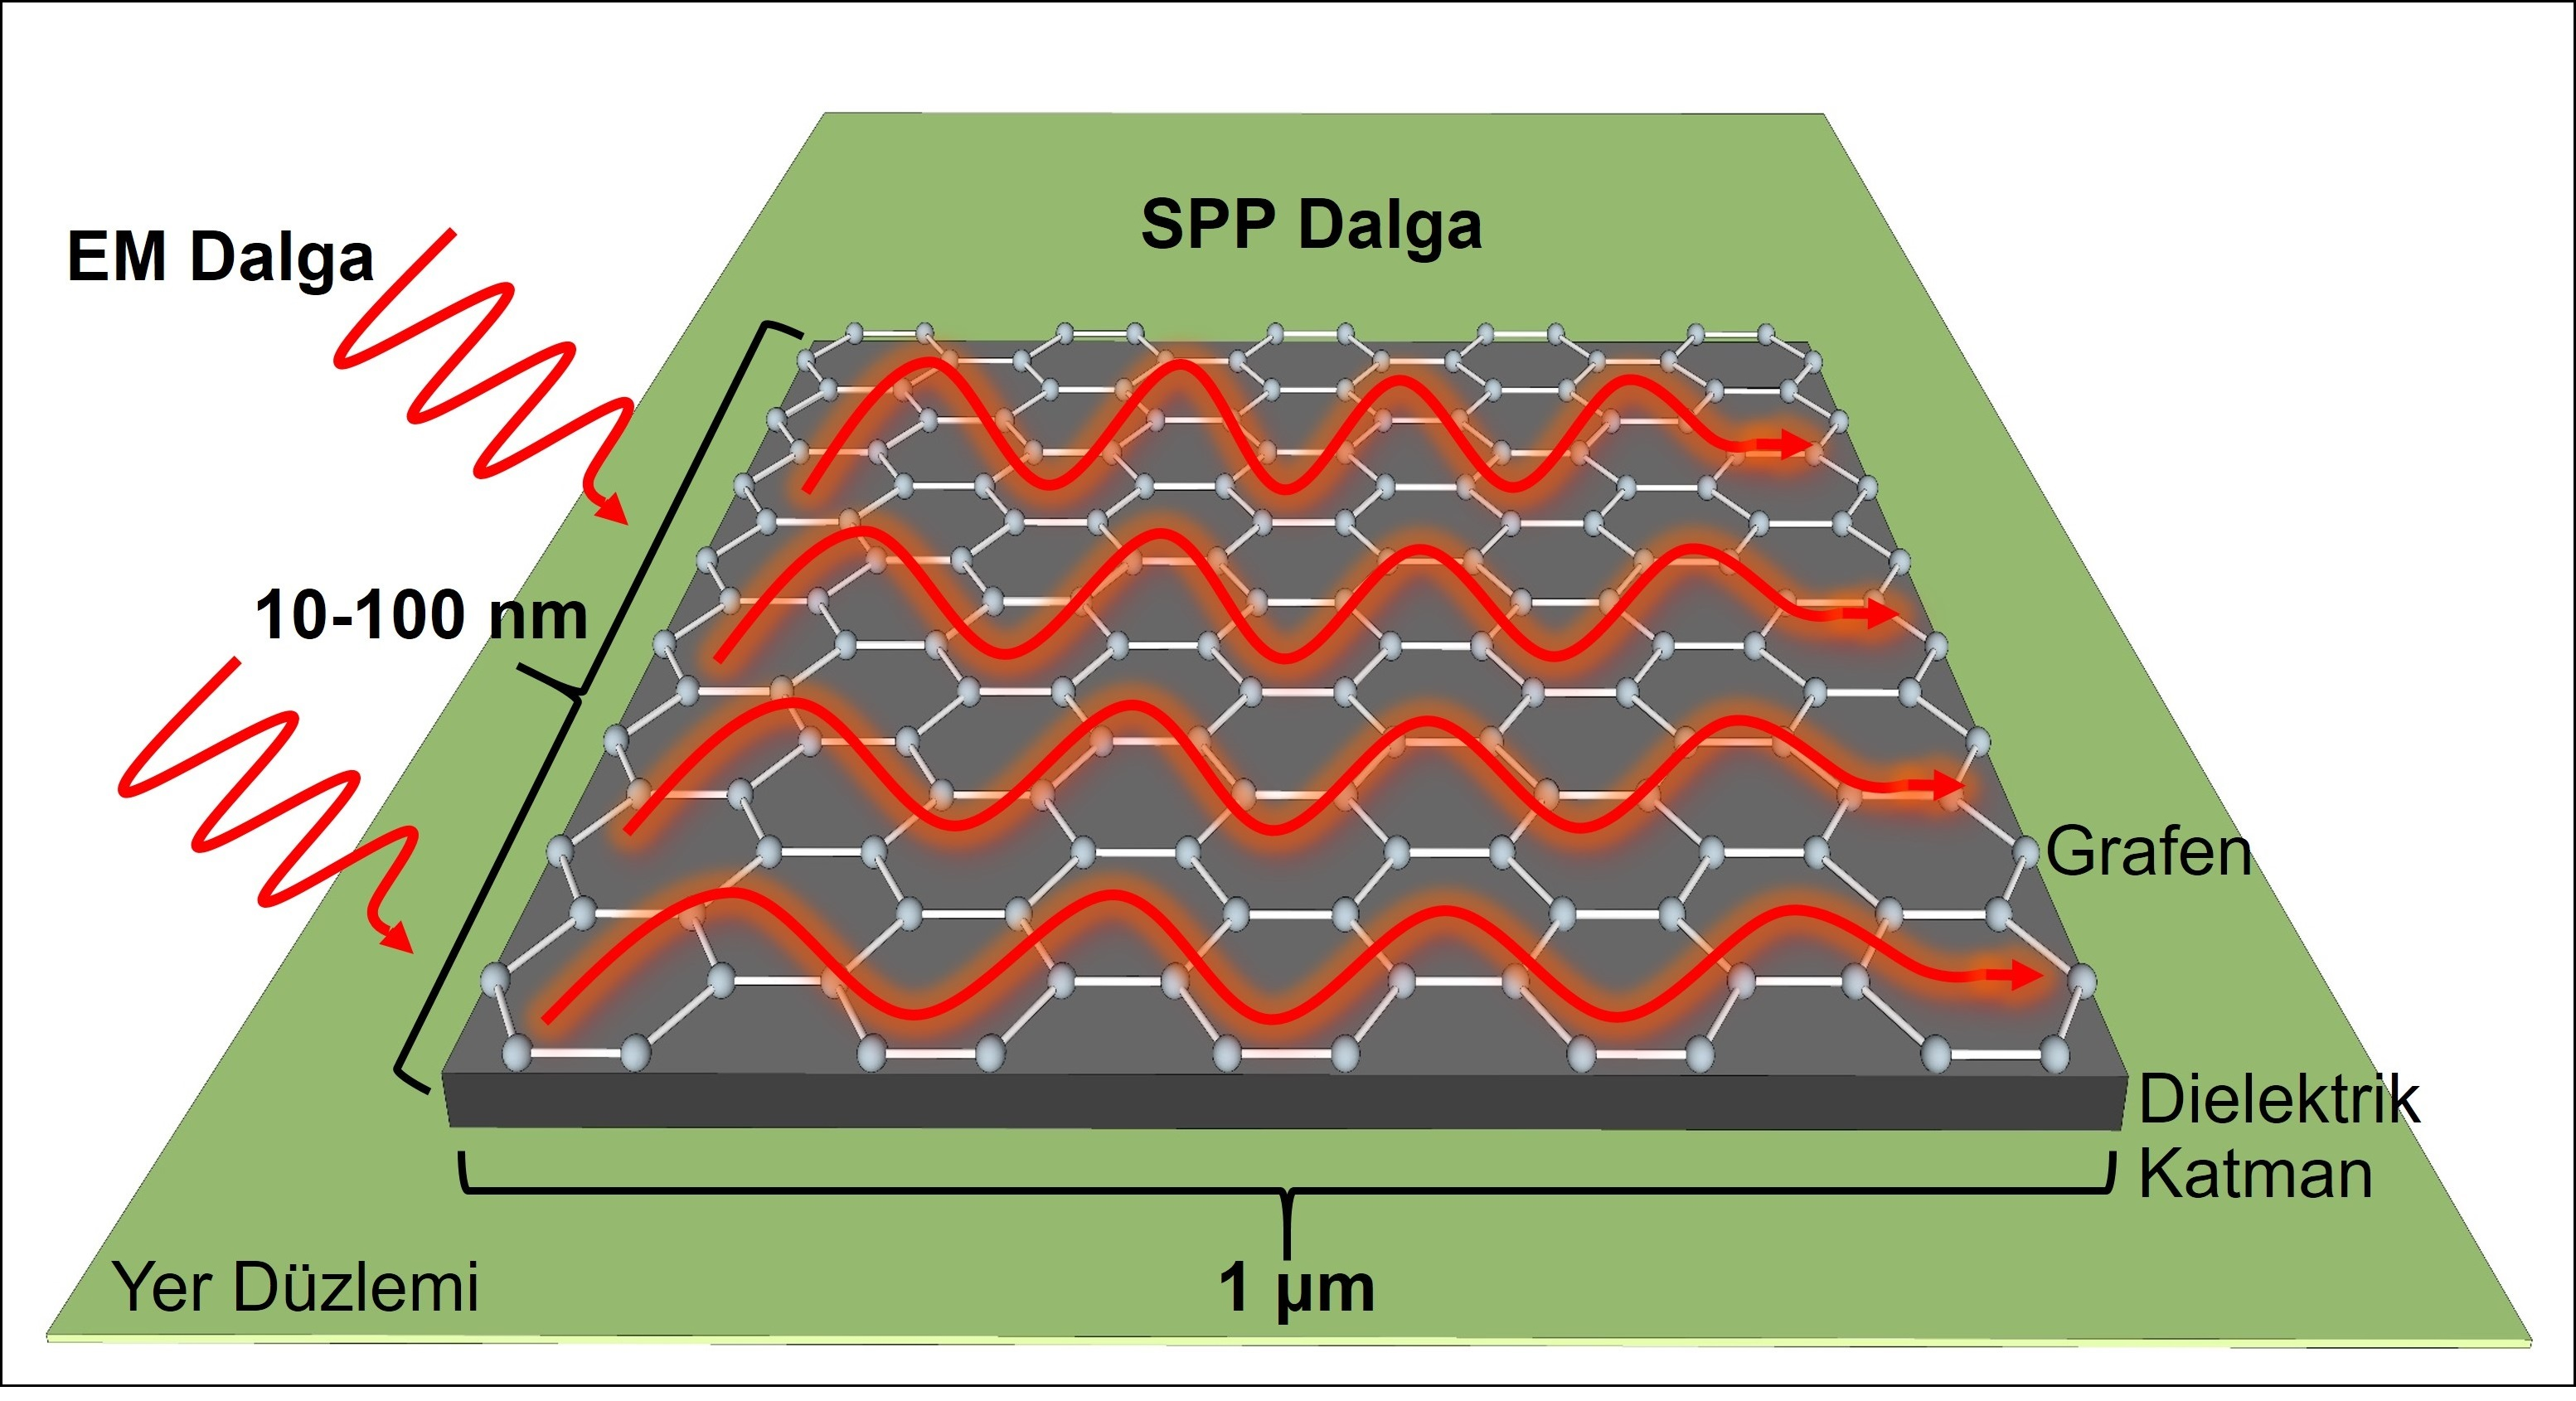 SPP Dalga
EM Dalga
10-100 nm
Grafen
Dielektrik
Katman
Yer Düzlemi
1 µm